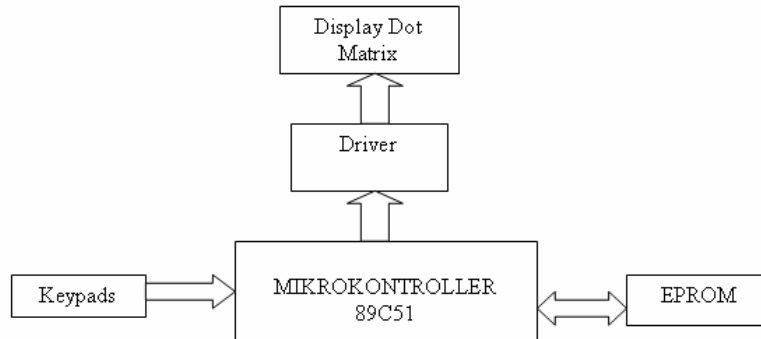 Display Dot
Matrix
Driver
Keypads
MIKROKONTROLLER
89C51
EPROM